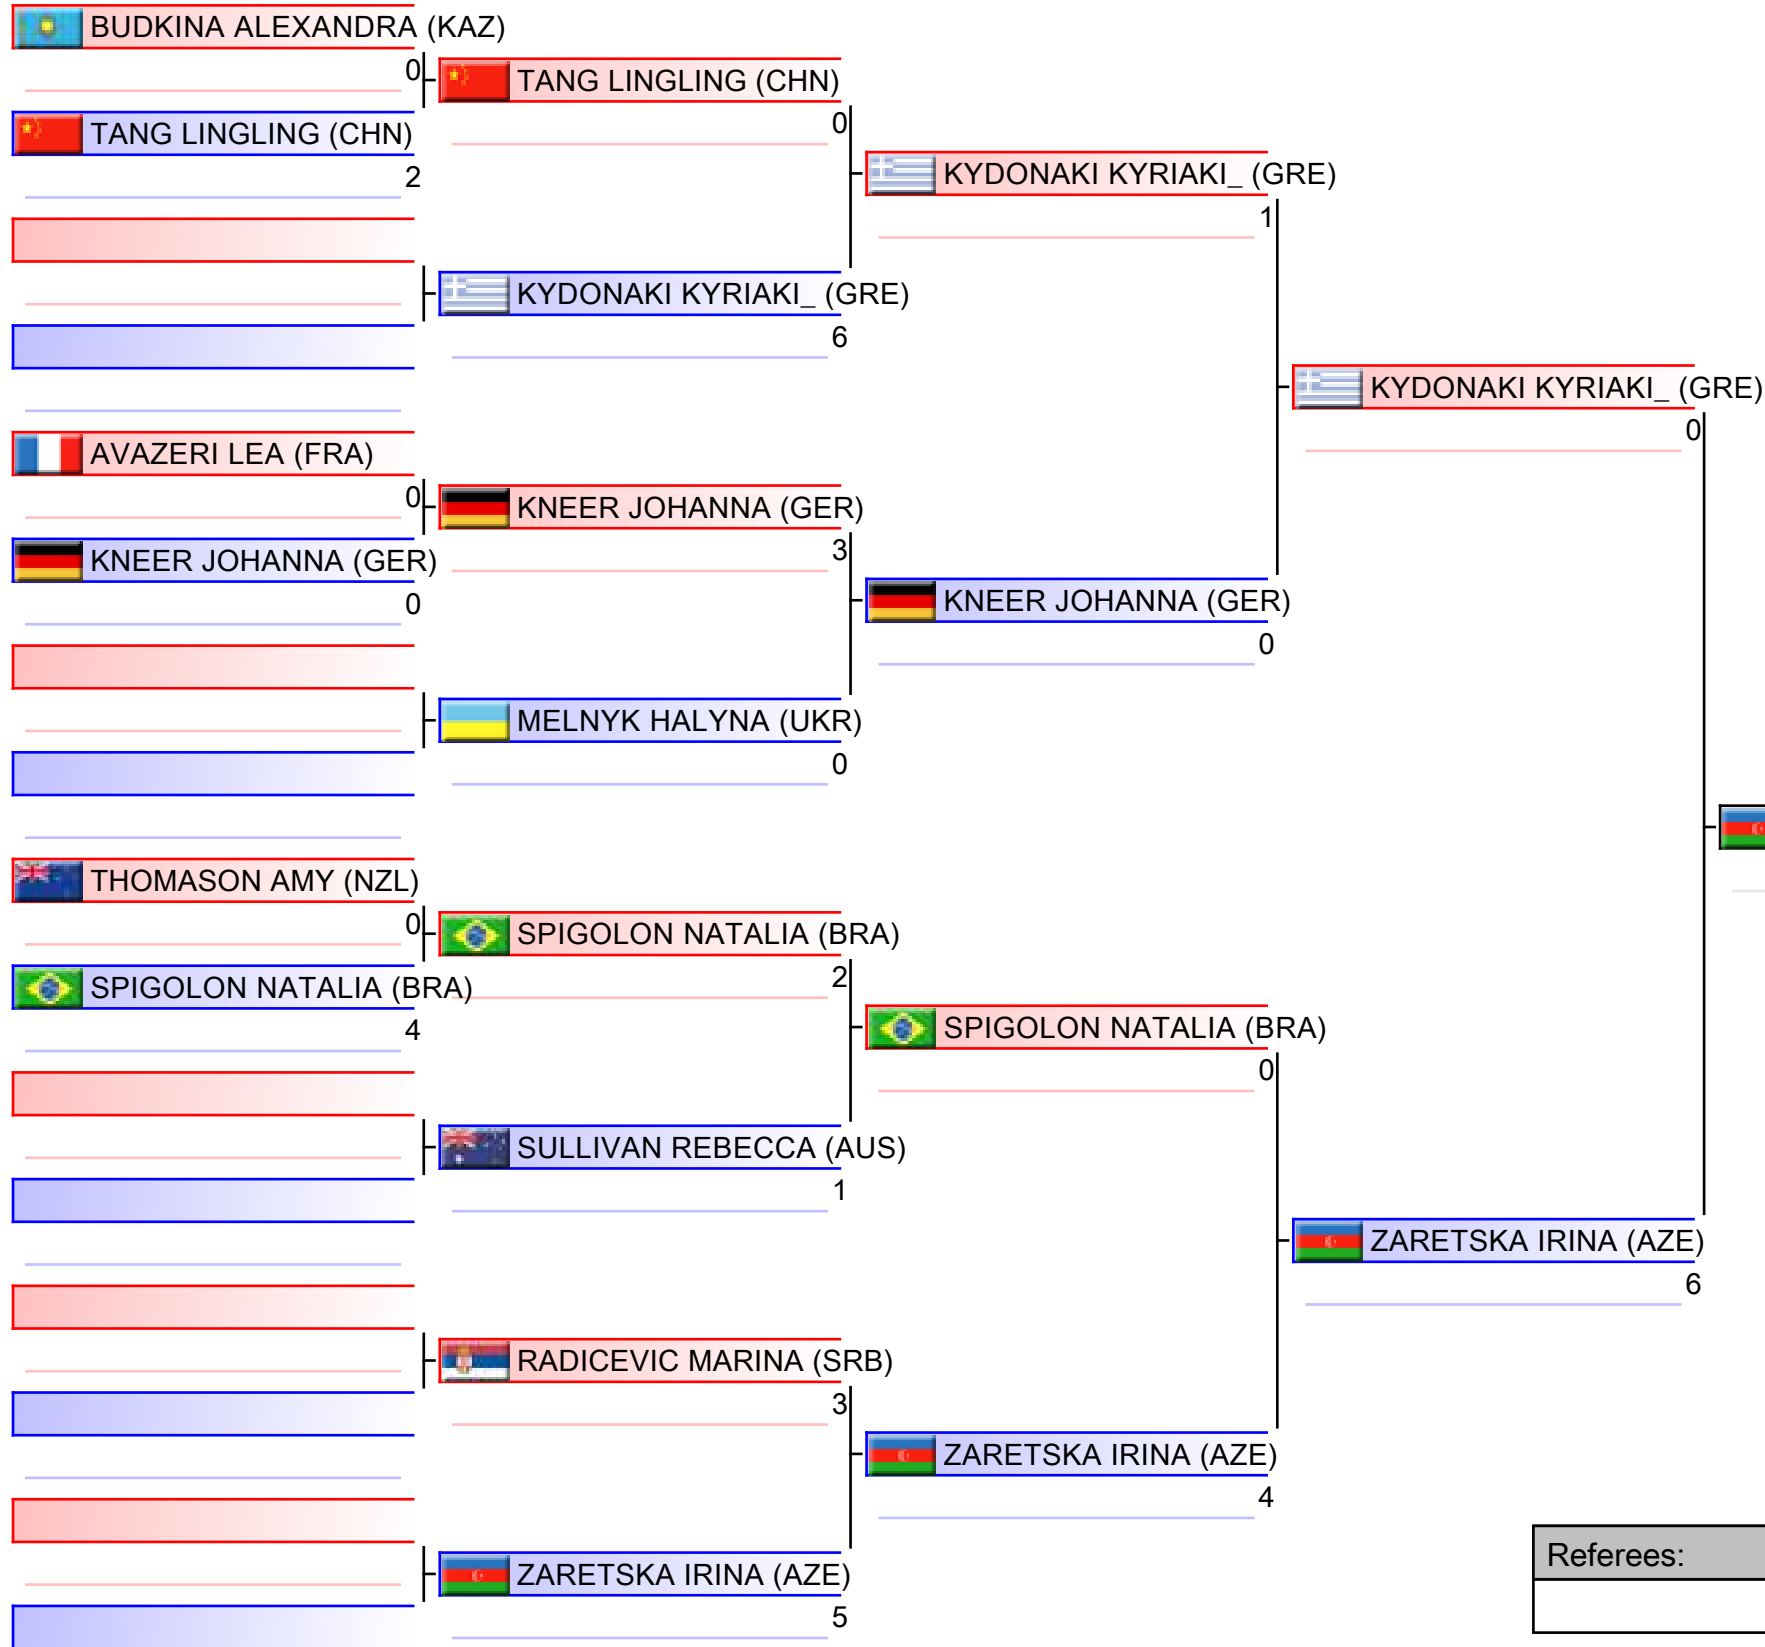 BUDKINA ALEXANDRA (KAZ)
0
TANG LINGLING (CHN)
2
AVAZERI LEA (FRA)
0
KNEER JOHANNA (GER)
0
THOMASON AMY (NZL)
0
SPIGOLON NATALIA (BRA)
4
TANG LINGLING (CHN)
0
KYDONAKI KYRIAKI_ (GRE)
6
KNEER JOHANNA (GER)
3
MELNYK HALYNA (UKR)
0
SPIGOLON NATALIA (BRA)
2
SULLIVAN REBECCA (AUS)
1
RADICEVIC MARINA (SRB)
3
ZARETSKA IRINA (AZE)
5
KYDONAKI KYRIAKI_ (GRE)
1
KNEER JOHANNA (GER)
0
SPIGOLON NATALIA (BRA)
0
ZARETSKA IRINA (AZE)
4
KYDONAKI KYRIAKI_ (GRE)
0
ZARETSKA IRINA (AZE)
6
Referees: